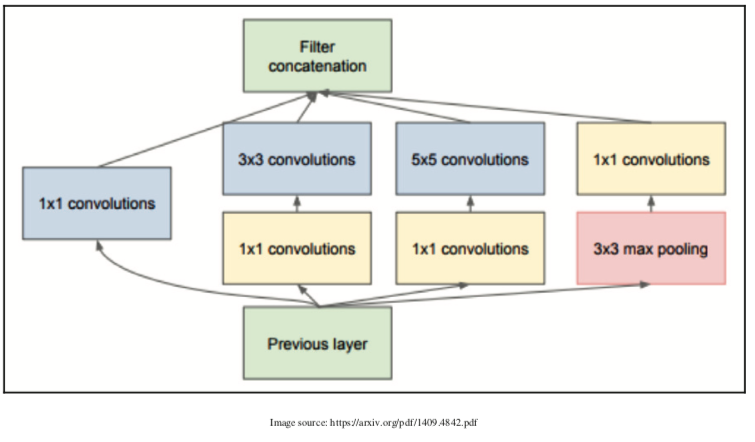 Filter
concatenation
3x3 convolutions
5x5 convolutions
1x1 convolutions
1x1 convolutions
1x1 convolutions
1x1 convolutions
3x3 max pooling
Previous layer
Image source: https://arxiv.org/pdf/1409.4842.pdf